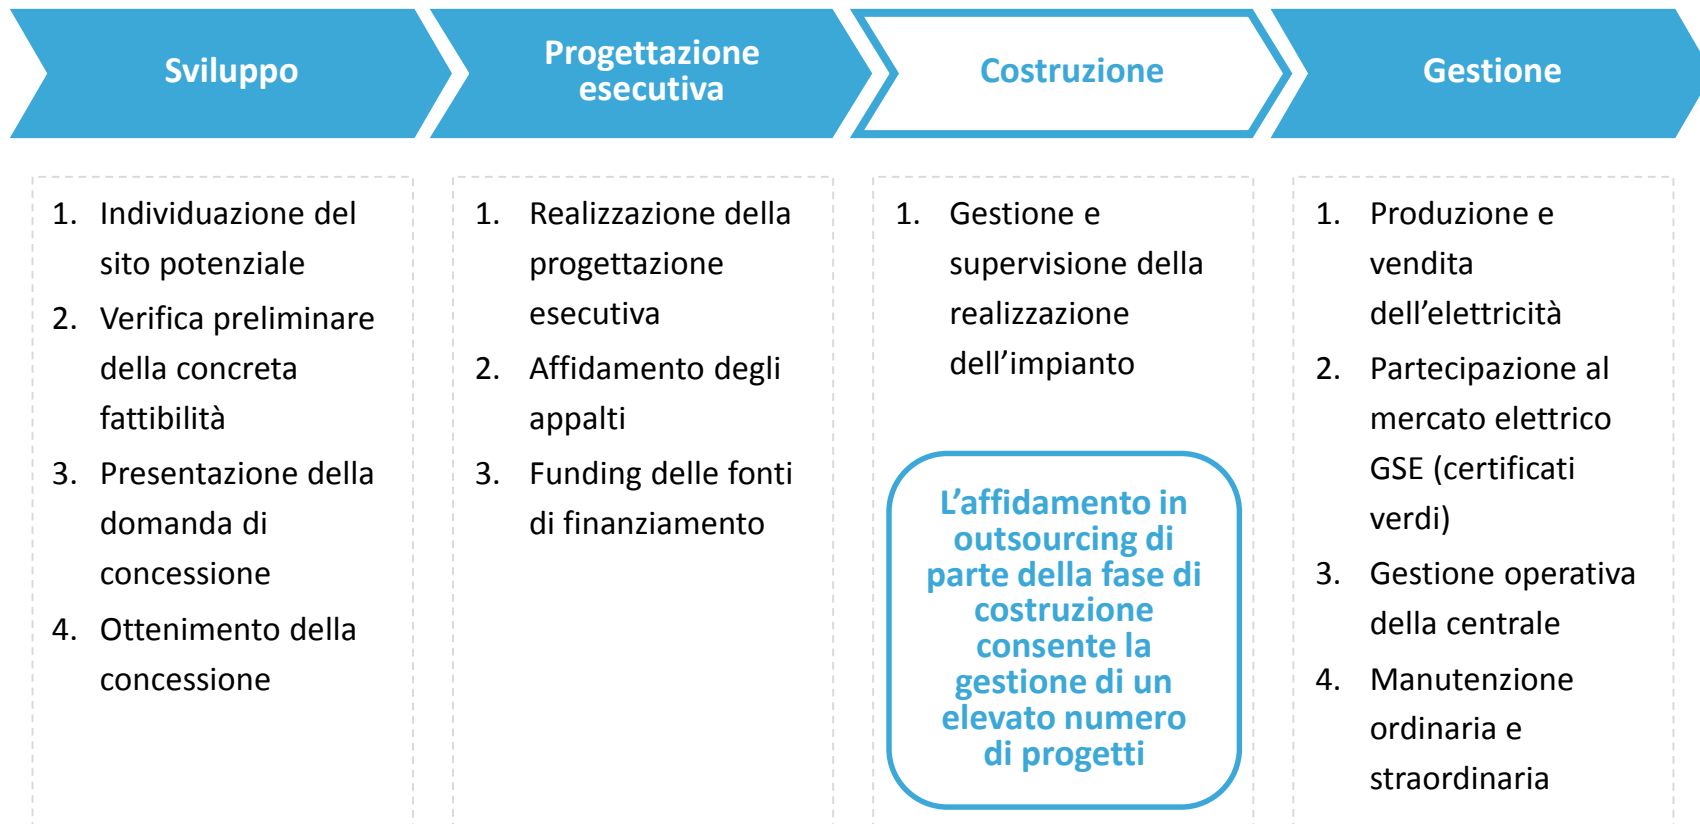 Sviluppo
Progettazione
esecutiva
Costruzione
Gestione
1. Individuazione del
sito potenziale
2. Verifica preliminare
della concreta
fattibilità
3. Presentazione della
domanda di
concessione
4. Ottenimento della
concessione
1. Realizzazione della
progettazione
esecutiva
2. Affidamento degli
appalti
3. Funding delle fonti
di finanziamento
1. Gestione e
supervisione della
realizzazione
dell’impianto
L’affidamento in
outsourcing di
parte della fase di
costruzione
consente la
gestione di un
elevato numero
di progetti
1. Produzione e
vendita
dell’elettricità
2. Partecipazione al
mercato elettrico
GSE (certificati
verdi)
3. Gestione operativa
della centrale
4. Manutenzione
ordinaria e
straordinaria